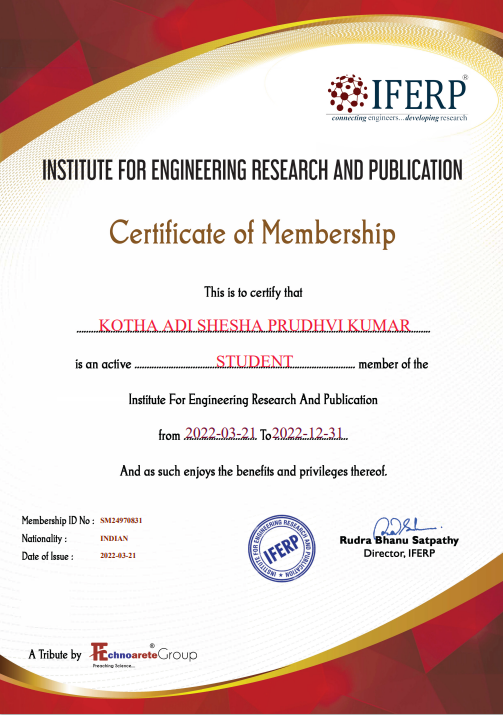 IFERP®
connecting engineers...developing research
INSTITUTE FOR ENGINEERING RESEARCH AND PUBLICATION
Certificate of Membership
This is to certify that
KOTHA ADI SHESHA PRUDHVI KUMAR
is an active STUDENT member of the
Institute For Engineering Research And Publication
from 2022-03-21 To 2022-12-31
And as such enjoys the benefits and privileges thereof.
Membership ID No : SM24970831
Nationality : INDIAN
Date of Issue : 2022-03-21
INSTITUTE FOR ENGINEERING RESEARCH AND PUBLICATION
IFERP
Rudra Bhanu Satpathy
Director, IFERP
A Tribute by TEchnoarete® Group
Preaching Science...